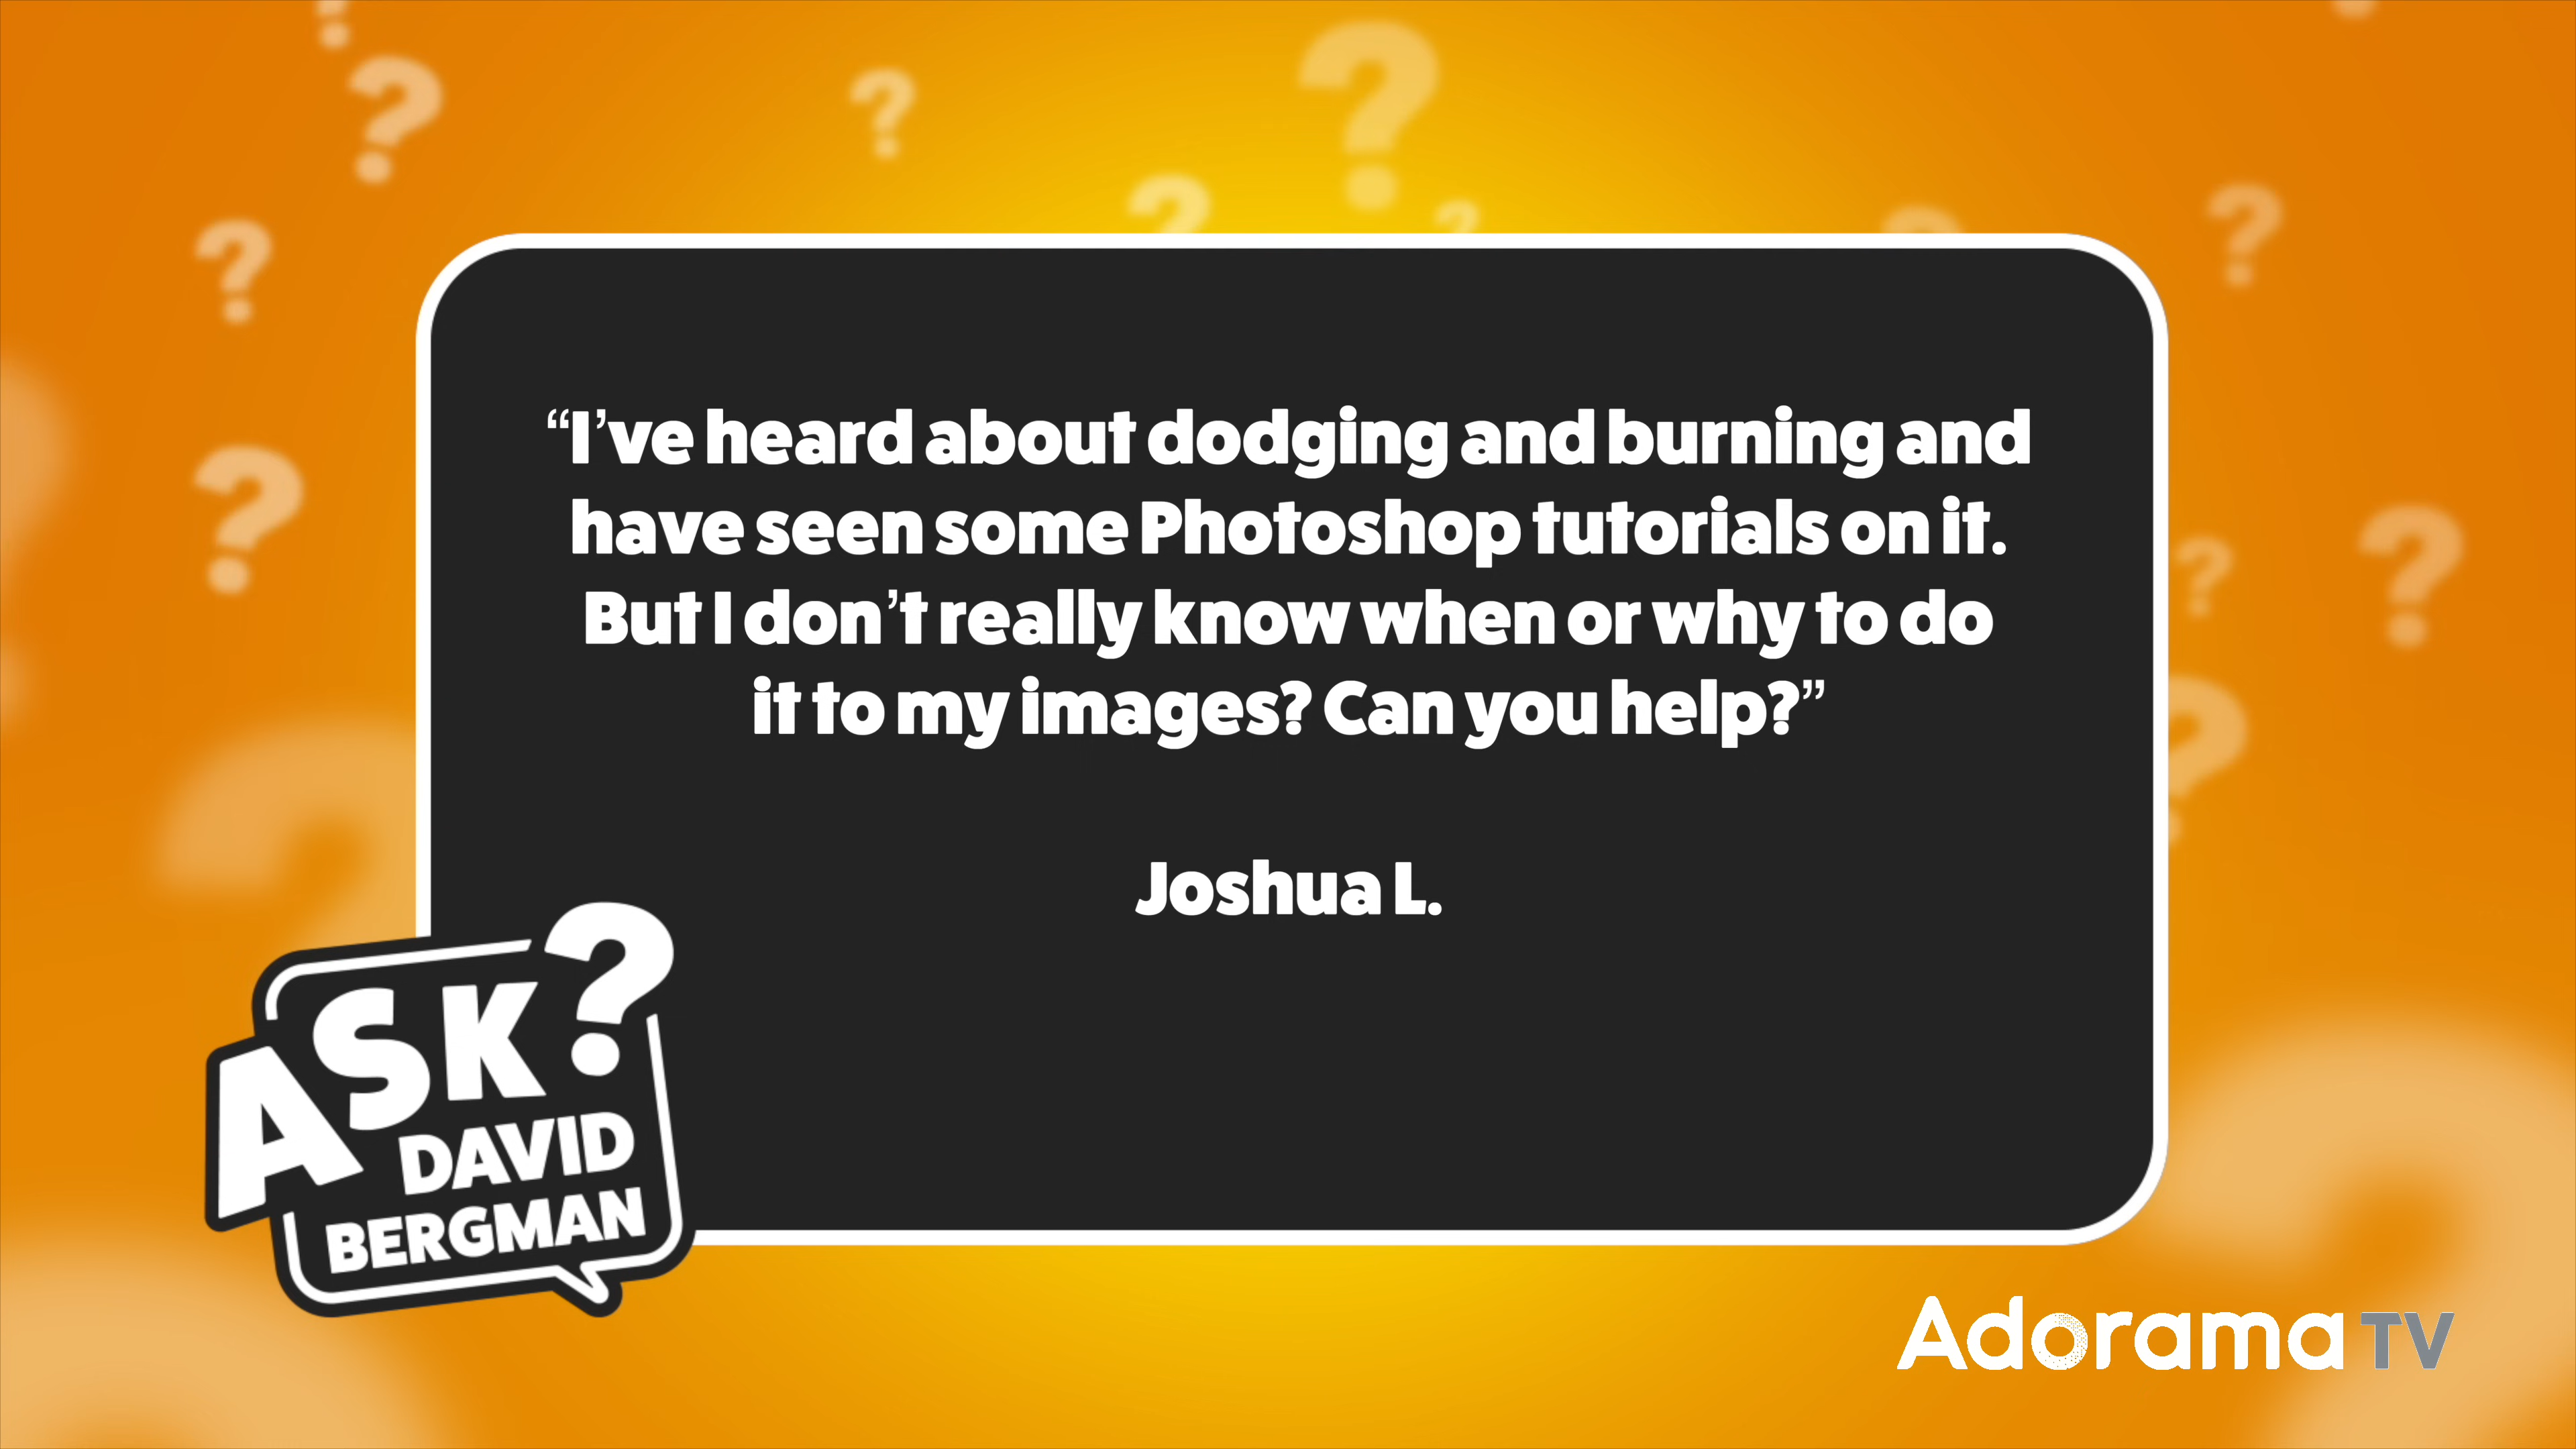 “I’ve heard about dodging and burning and
have seen some Photoshop tutorials on it.
But I don’t really know when or why to do
it to my images? Can you help?”
Joshua L.
ASK?
DAVID
BERGMAN
Adorama TV